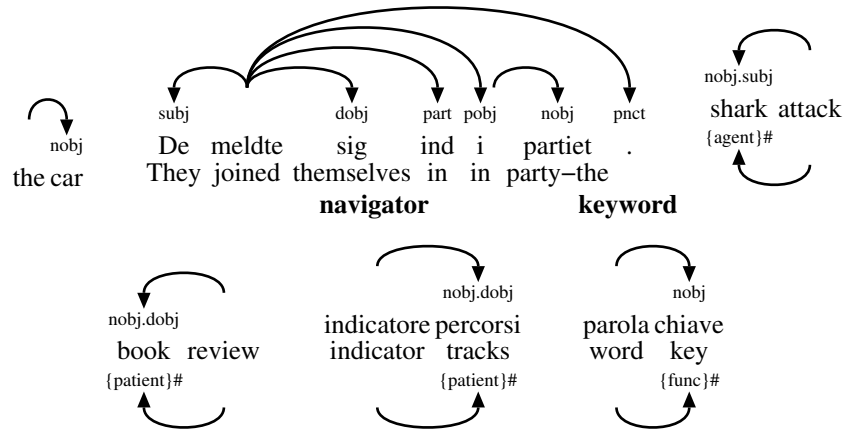 nobj
the car
subj dobj part pobj nobj pnct
De meldte sig ind i partiet .
They joined themselves in in party−the
nobj.subj
shark attack
{agent}#
navigator
keyword
nobj.dobj
book review
{patient}#
nobj.dobj
indicatore percorsi
indicator tracks
{patient}#
nobj
parola chiave
word key
{func}#